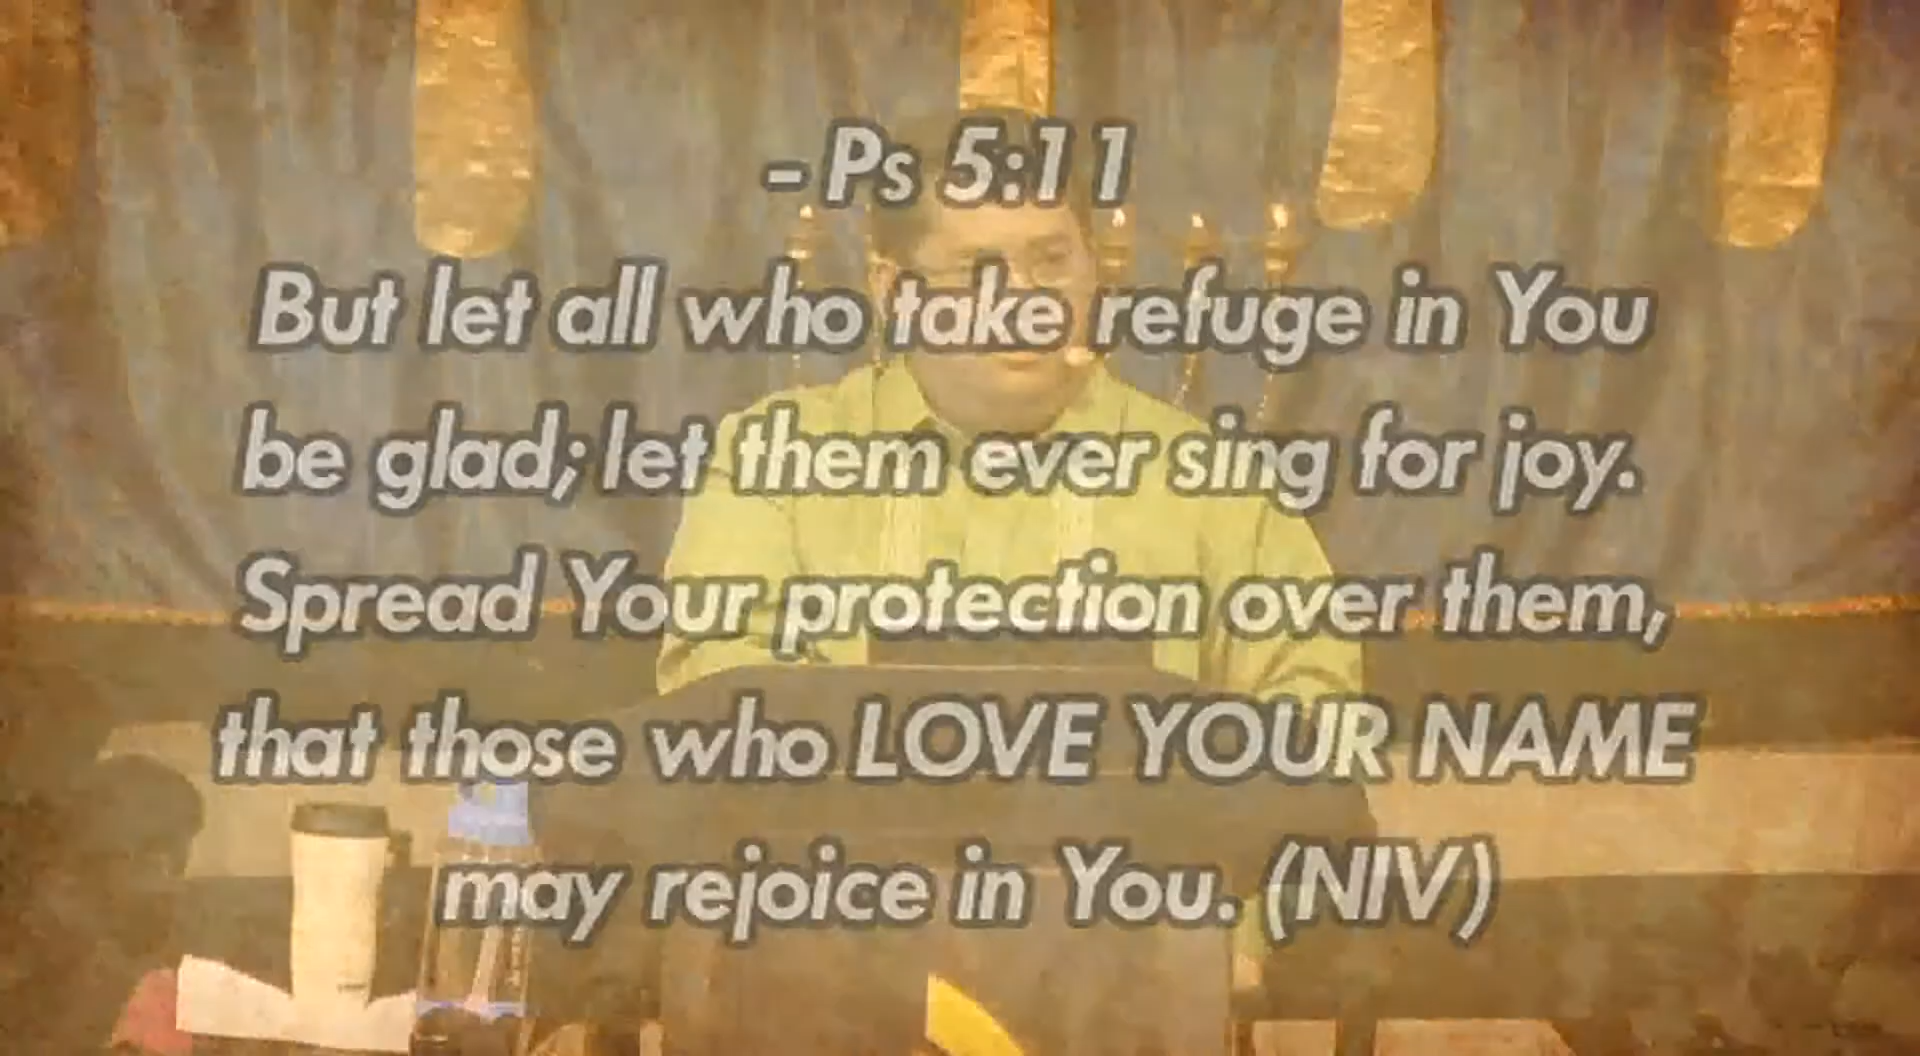 - Ps 5:11
But let all who take refuge in You
be glad; let them ever sing for joy.
Spread Your protection over them,
that those who LOVE YOUR NAME
may rejoice in You. (NIV)